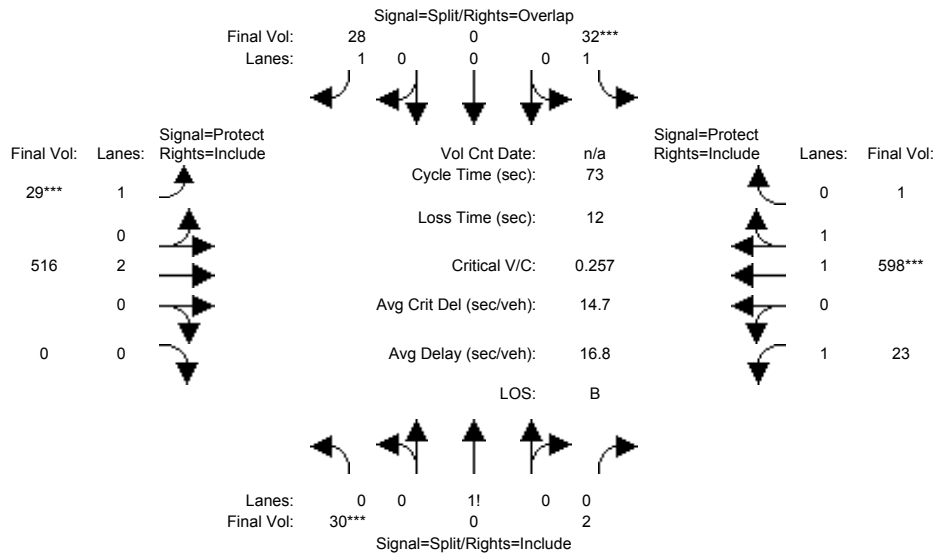 Signal=Split/Rights=Overlap
Final Vol: 28 0 32***
Lanes: 1 0 0 0 1
Signal=Protect
Final Vol: Lanes: Rights=Include
Vol Cnt Date: n/a
Signal=Protect
Rights=Include Lanes: Final Vol:
Cycle Time (sec): 73
29*** 1
0 1
Loss Time (sec): 12
0
1
516 2
Critical V/C: 0.257
1 598***
0
Avg Crit Del (sec/veh): 14.7
0
0 0
Avg Delay (sec/veh): 16.8
1 23
LOS: B
Lanes: 0 0 1! 0 0
Final Vol: 30*** 0 2
Signal=Split/Rights=Include